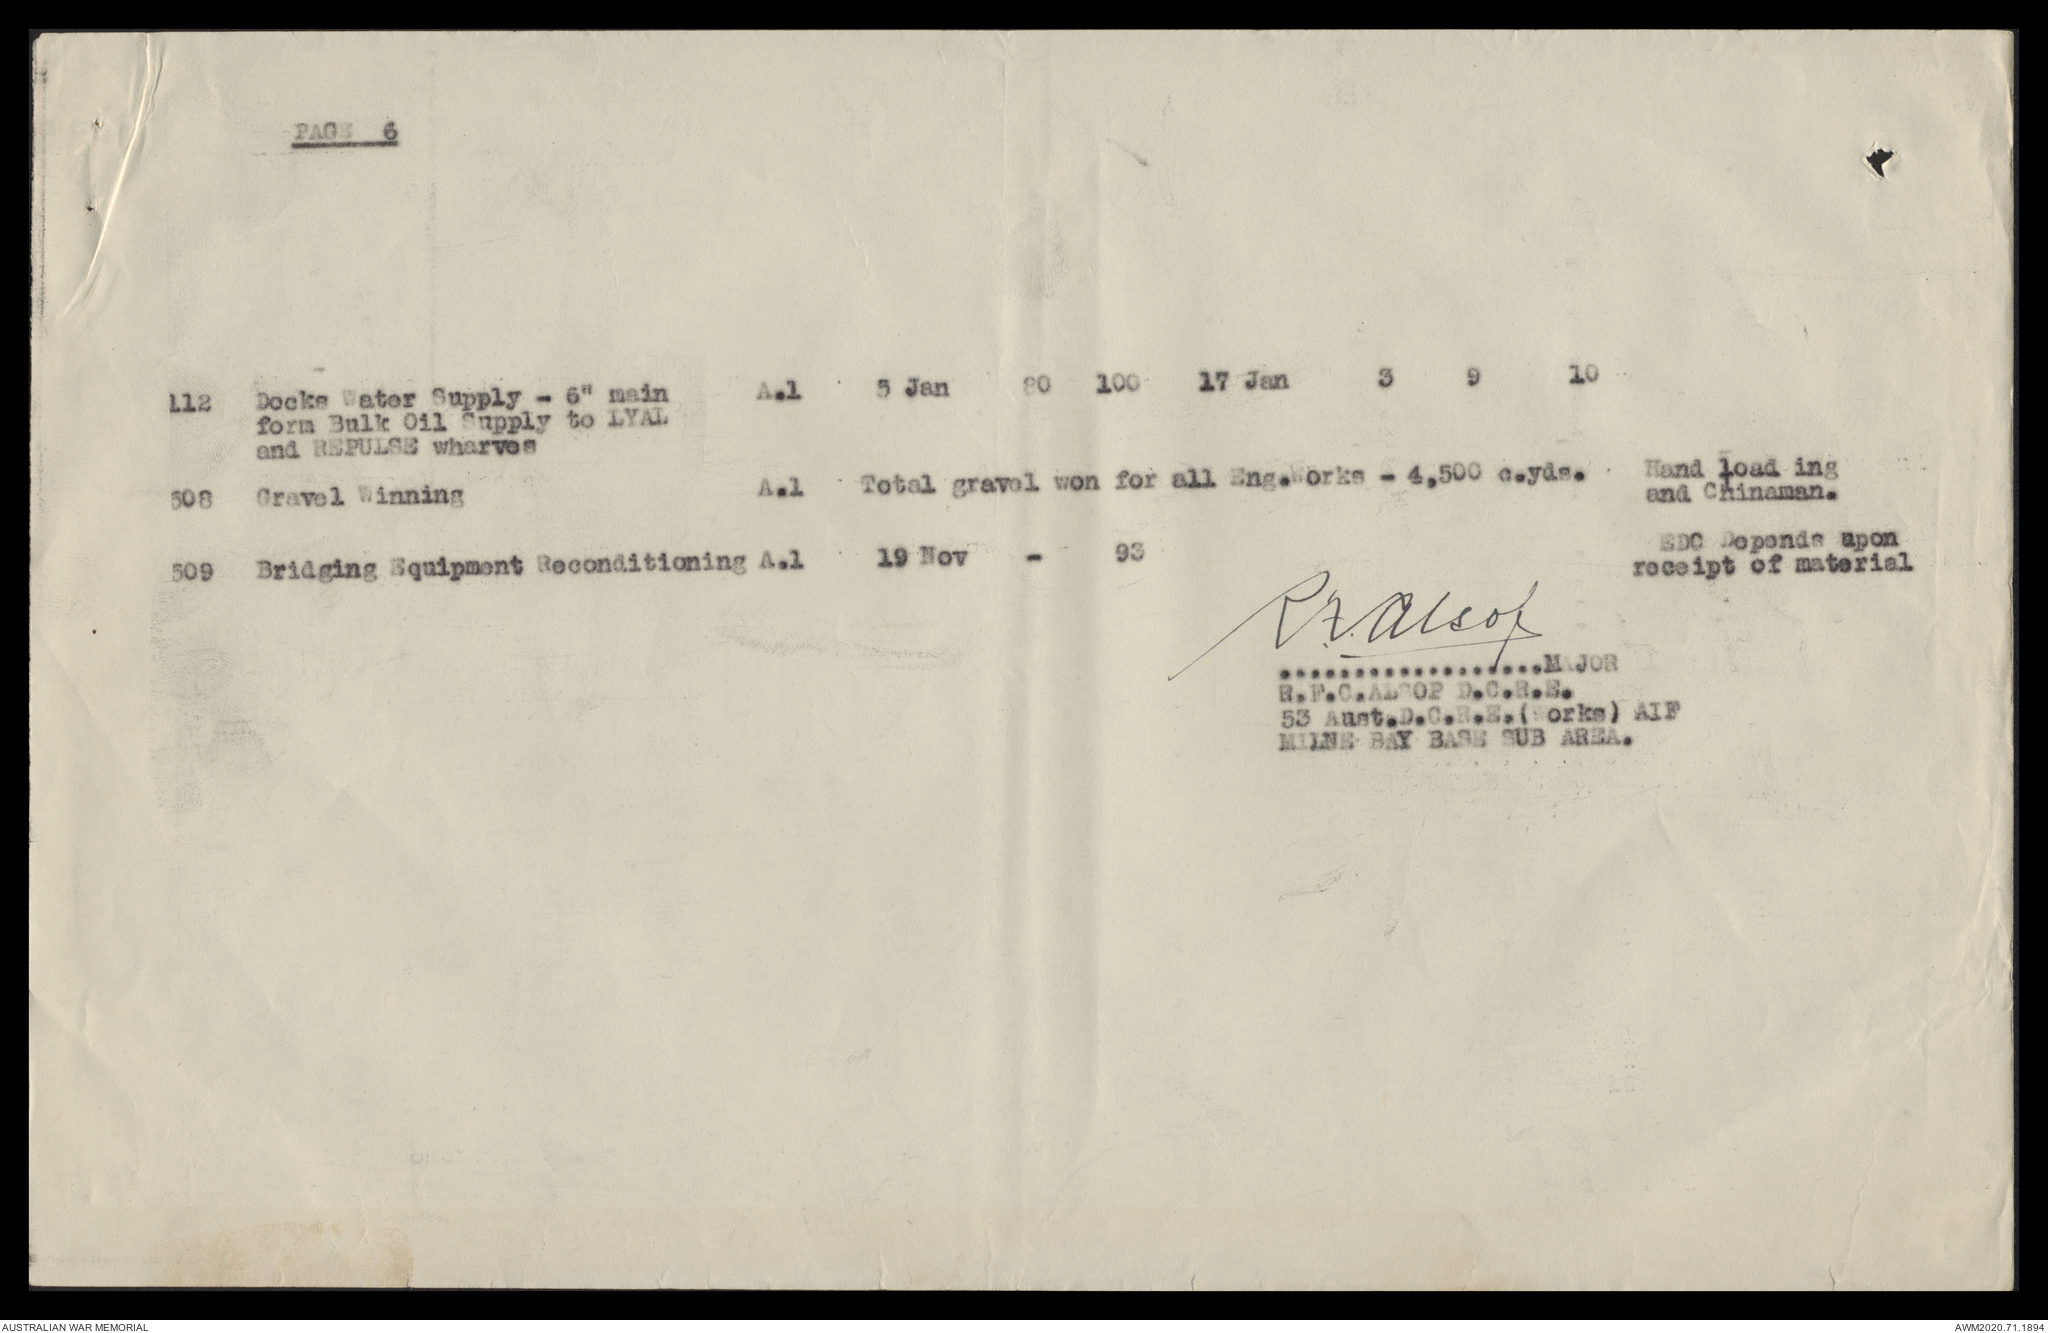 PAGE 6
112 Docks Water Supply - 6" main A.1 5 Jan 80 100 17 Jan 3 9 10
form Bulk Oil Supply to LYAL
and REPULSE wharves
508 Gravel Winning A.1 Total gravel won for all Eng.Works - 4,500 c.yds. Hand load ing
and Chinaman.
509 Bridging Equipment Reconditioning A.1 19 Nov - 93 EDC Depends upon
receipt of material
R.F. Alsop
..................MAJOR
R.F.C.ALSOP D.C.R.E.
53 Aust.D.C.R.E.(Works) AIF
MILNE BAY BASE SUB AREA.
AUSTRALIAN WAR MEMORIAL
AWM2020.71.1894